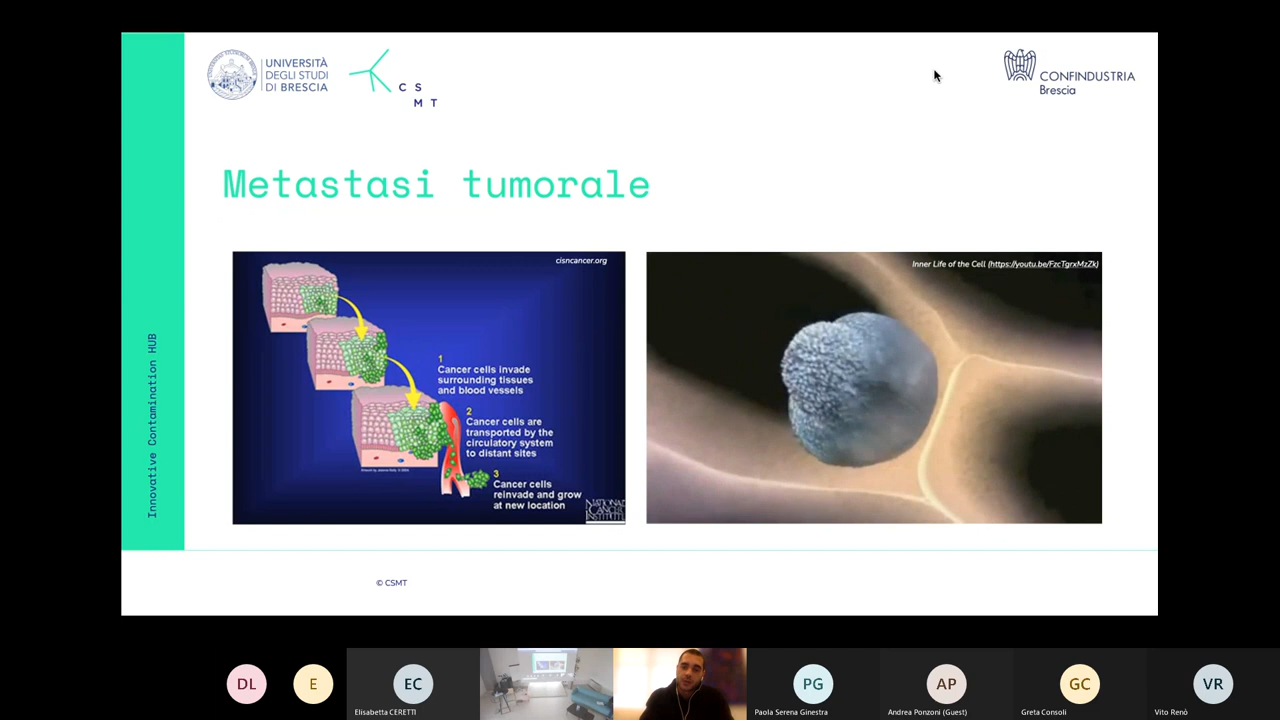 UNIVERSITÀ
DEGLI STUDI
DI BRESCIA
C S
M T
CONFINDUSTRIA
Brescia
Metastasi tumorale
Innovative Contamination HUB
cisncancer.org
1
Cancer cells invade
surrounding tissues
and blood vessels
2
Cancer cells are
transported by the
circulatory system
to distant sites
3
Cancer cells
reinvade and grow
at new location
NATIONAL
CANCER
INSTITUTE
Inner Life of the Cell (https://youtu.be/FzcTgrxMzZk)
© CSMT
DL
E
EC
Elisabetta CERETTI
PG
Paola Serena Ginestra
AP
Andrea Ponzoni (Guest)
GC
Greta Consoli
VR
Vito Renò